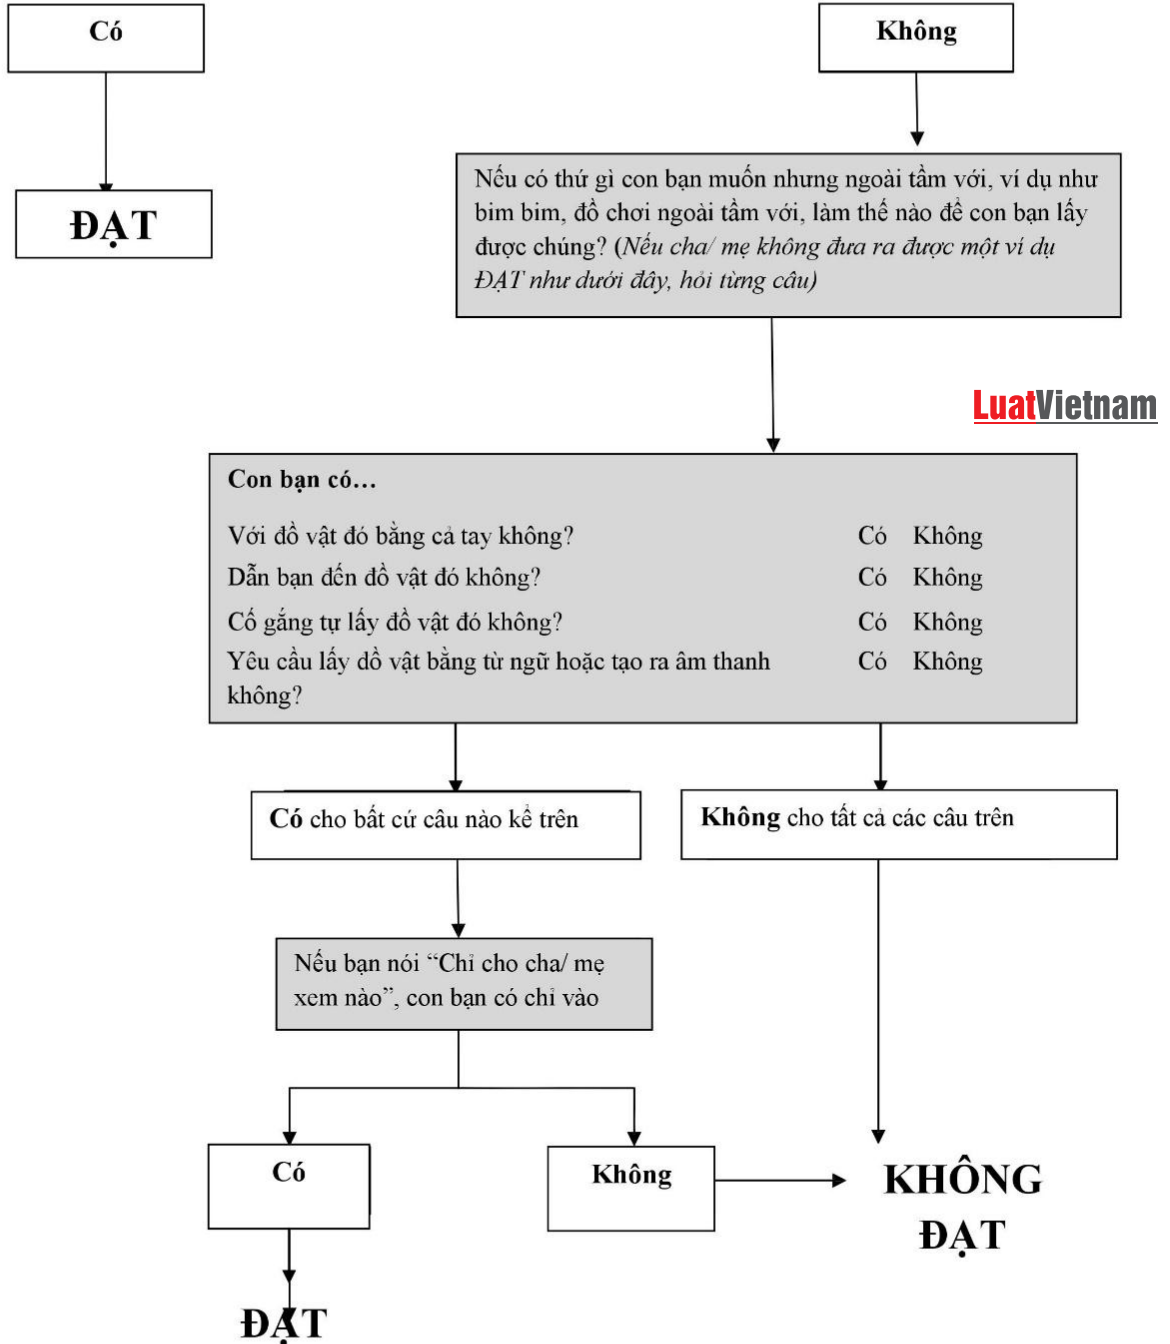 Có
Không
ĐẠT
Nếu có thứ gì con bạn muốn nhưng ngoài tầm với, ví dụ như
bim bim, đồ chơi ngoài tầm với, làm thế nào để con bạn lấy
được chúng? (Nếu cha/ mẹ không đưa ra được một ví dụ
ĐẠT như dưới đây, hỏi từng câu)
LuatVietnam
Con bạn có…
Với đồ vật đó bằng cả tay không? Có Không
Dẫn bạn đến đồ vật đó không? Có Không
Cố gắng tự lấy đồ vật đó không? Có Không
Yêu cầu lấy đồ vật bằng từ ngữ hoặc tạo ra âm thanh Có Không
không?
Có cho bất cứ câu nào kể trên
Không cho tất cả các câu trên
Nếu bạn nói “Chỉ cho cha/ mẹ
xem nào”, con bạn có chỉ vào
Có
Không
KHÔNG
ĐẠT
ĐẠT